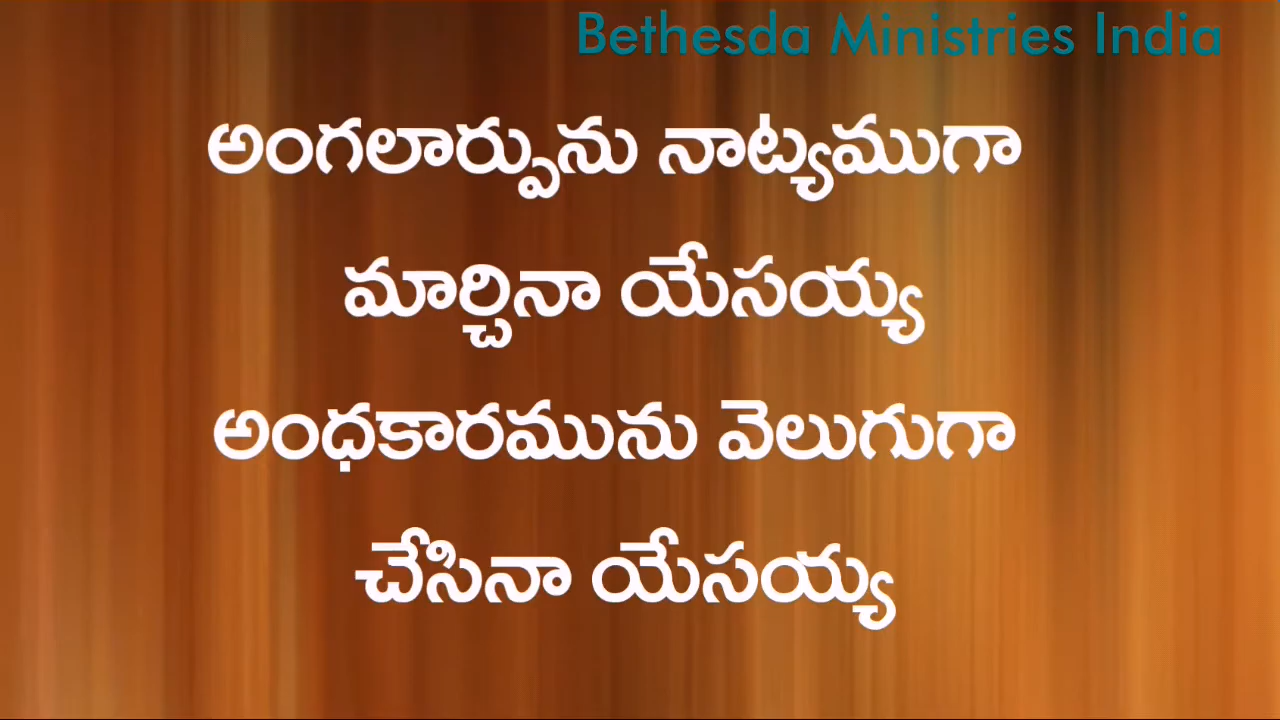 Bethesda Ministries India
అంగలార్పును నాట్యముగా
మార్చినా యేసయ్య
అంధకారమును వెలుగుగా
చేసినా యేసయ్య